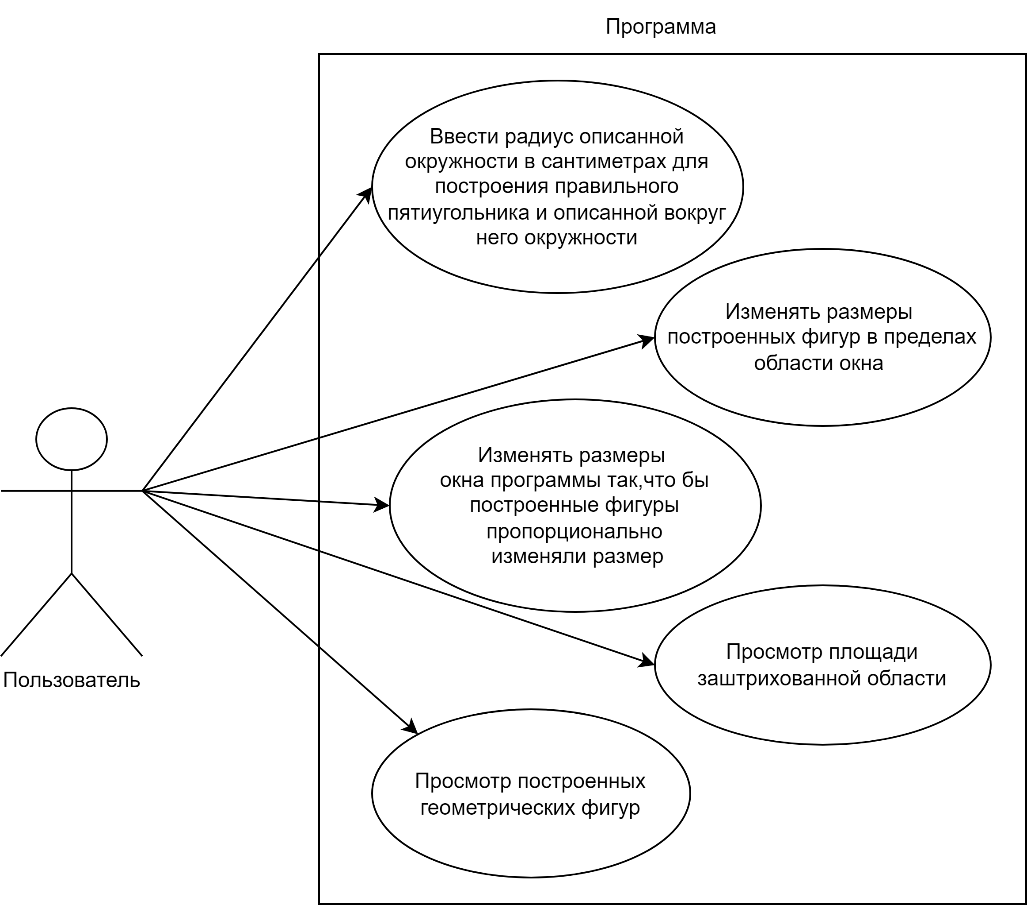 Программа
Ввести радиус описанной
окружности в сантиметрах для
построения правильного
пятиугольника и описанной вокруг
него окружности
Изменять размеры
построенных фигур в пределах
области окна
Изменять размеры
окна программы так,что бы
построенные фигуры
пропорционально
изменяли размер
Просмотр площади
заштрихованной области
Пользователь
Просмотр построенных
геометрических фигур